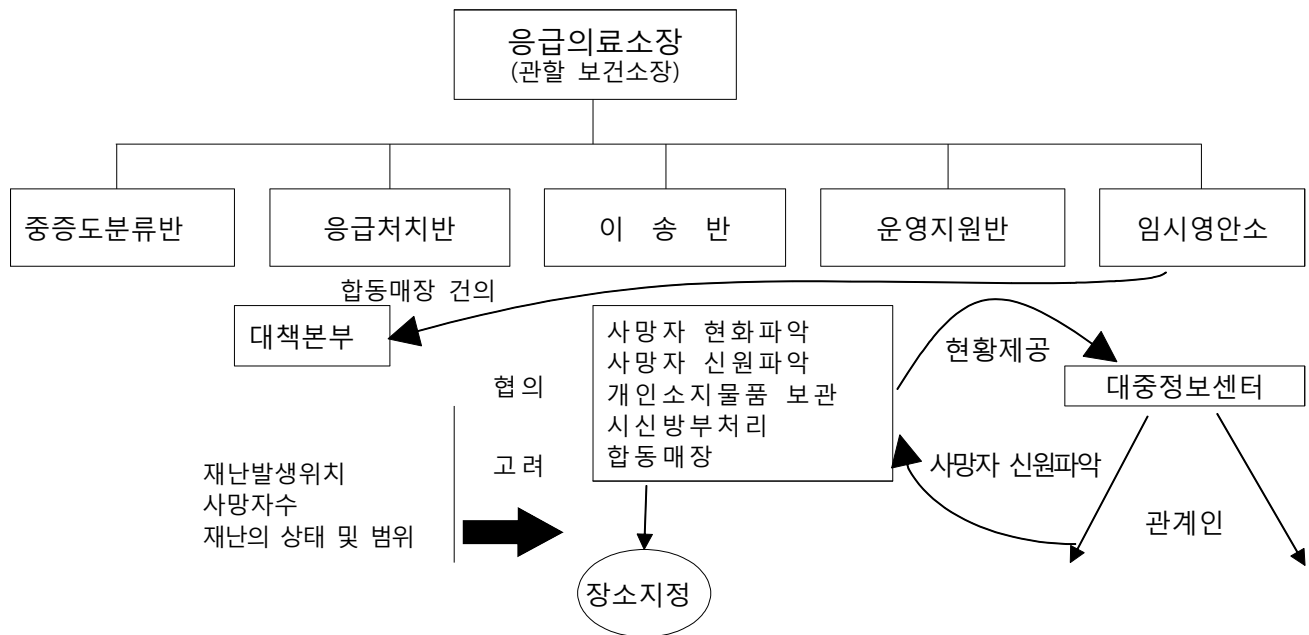 응급의료소장
(관할 보건소장)
중증도분류반
응급처치반
이 송 반
운영지원반
임시영안소
합동매장 건의
대책본부
사망자 현화파악
사망자 신원파악
개인소지물품 보관
시신방부처리
합동매장
현황제공
대중정보센터
협의
고려
재난발생위치
사망자수
재난의 상태 및 범위
사망자 신원파악
관계인
장소지정